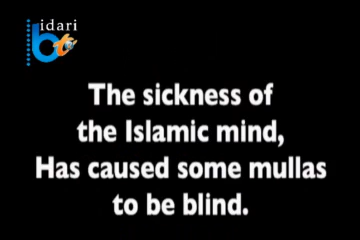 bidari
The sickness of
the Islamic mind,
Has caused some mullas
to be blind.